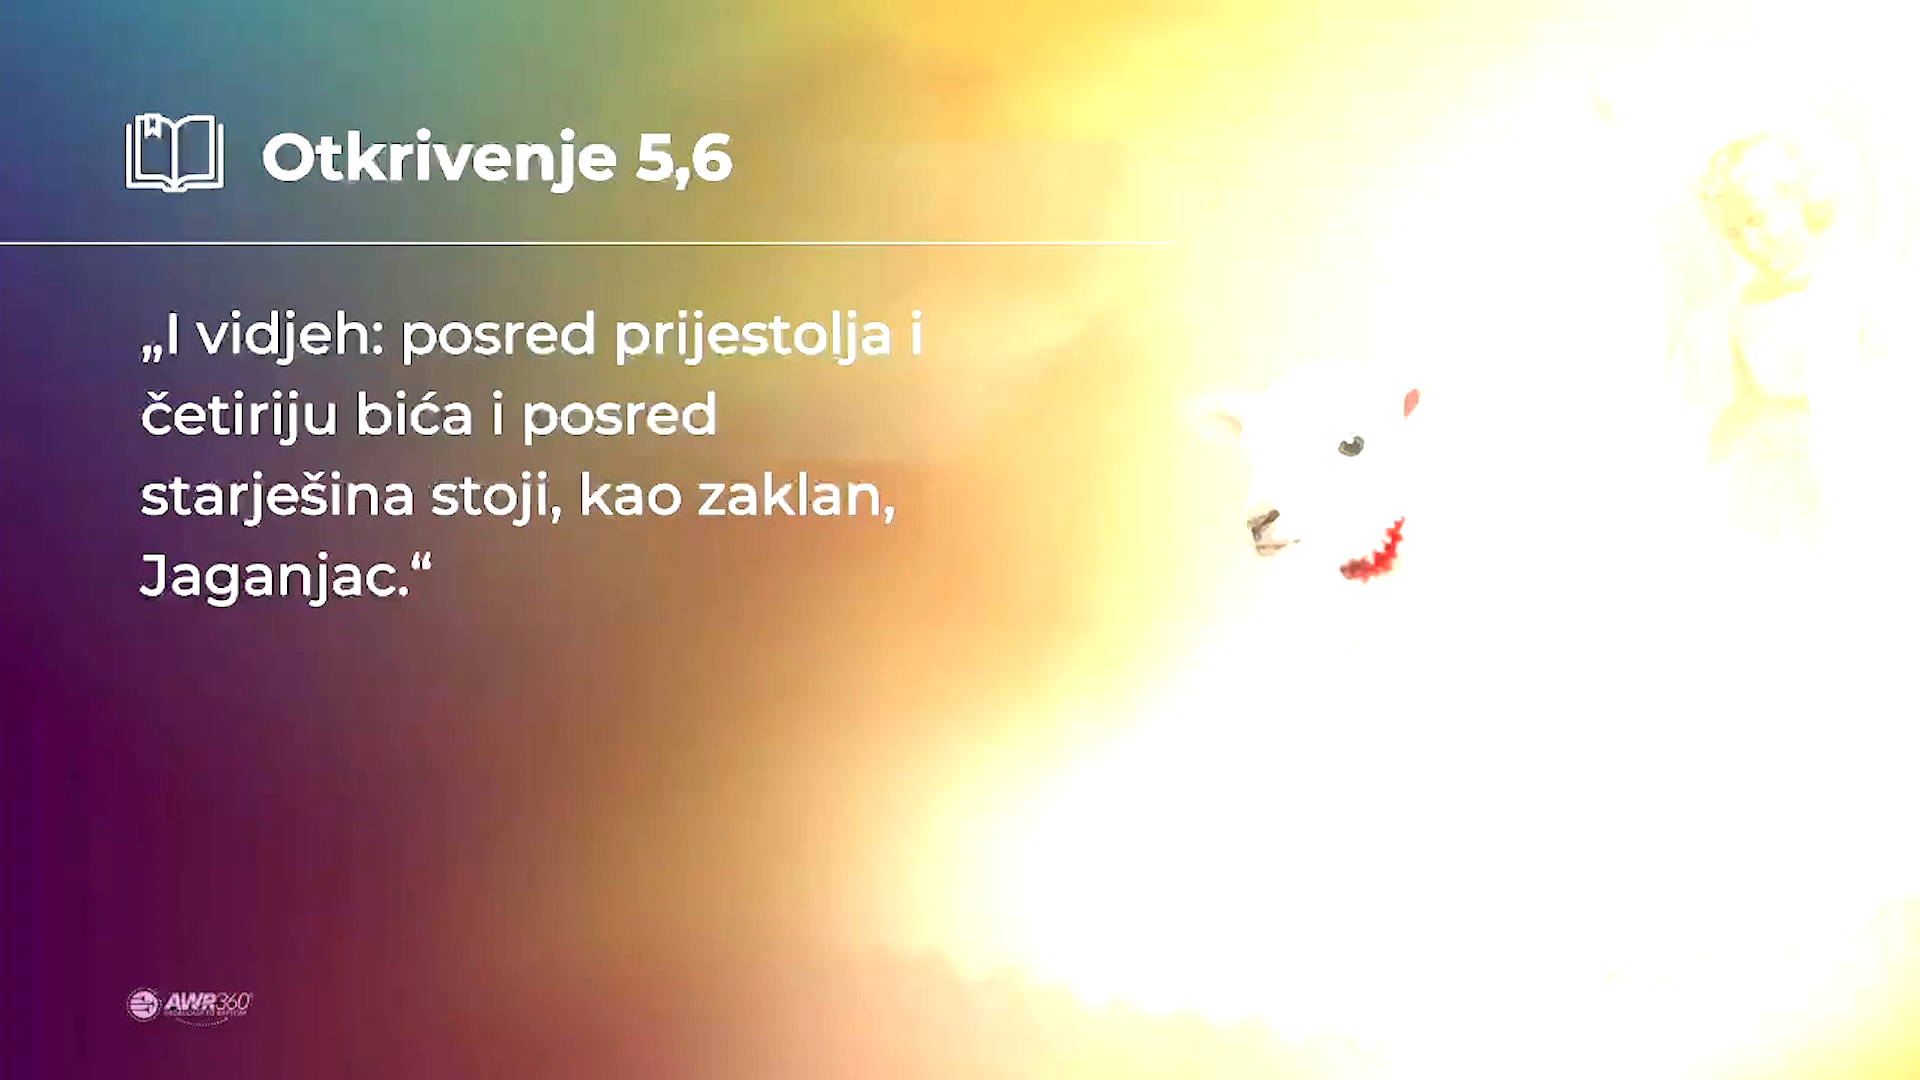 Otkrivenje 5,6
„I vidjeh: posred prijestolja i
četiriju bića i posred
starješina stoji, kao zaklan,
Jaganjac.“
AWR360°